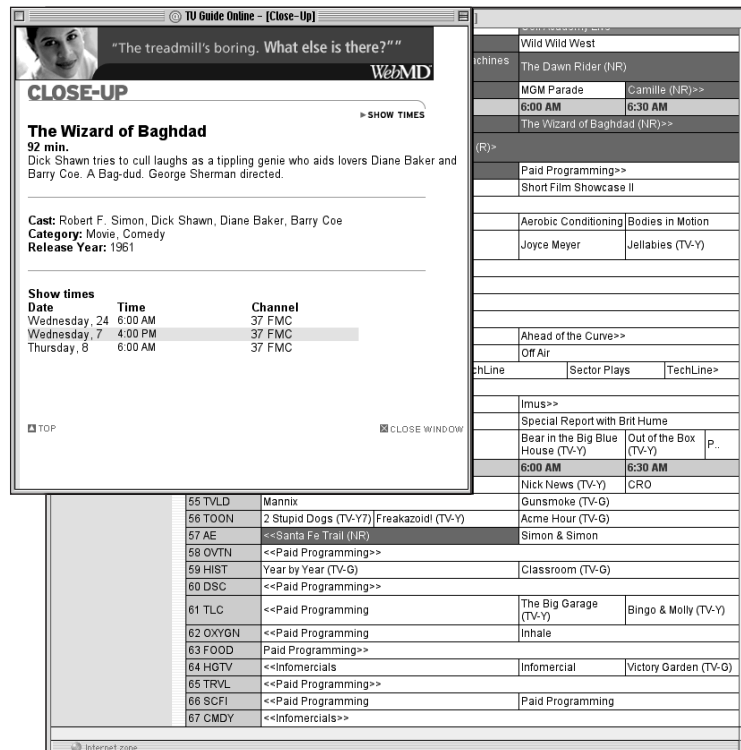 TV Guide Online – [Close-Up]
"The treadmill's boring. What else is there?""
WebMD
CLOSE-UP
▶ SHOW TIMES
The Wizard of Baghdad
92 min.
Dick Shawn tries to cull laughs as a tippling genie who aids lovers Diane Baker and
Barry Coe. A Bag-dud. George Sherman directed.
Cast: Robert F. Simon, Dick Shawn, Diane Baker, Barry Coe
Category: Movie, Comedy
Release Year: 1961
Show times
Date Time Channel
Wednesday, 24 6:00 AM 37 FMC
Wednesday, 7 4:00 PM 37 FMC
Thursday, 8 6:00 AM 37 FMC
TOP CLOSE WINDOW
]
Wild Wild West
achines The Dawn Rider (NR)
MGM Parade Camille (NR)>>
6:00 AM 6:30 AM
The Wizard of Baghdad (NR)>>
(R)>
Paid Programming>>
Short Film Showcase II
Aerobic Conditioning Bodies in Motion
Joyce Meyer Jellabies (TV-Y)
Ahead of the Curve>>
Off Air
chLine Sector Plays TechLine>
Imus>>
Special Report with Brit Hume
Bear in the Big Blue Out of the Box P..
House (TV-Y) (TV-Y)
6:00 AM 6:30 AM
Nick News (TV-Y) CRO
55 TVLD Mannix Gunsmoke (TV-G)
56 TOON 2 Stupid Dogs (TV-Y7) Freakazoid! (TV-Y) Acme Hour (TV-G)
57 AE <<Santa Fe Trail (NR) Simon & Simon
58 OVTN <<Paid Programming>>
59 HIST Year by Year (TV-G) Classroom (TV-G)
60 DSC <<Paid Programming>>
61 TLC <<Paid Programming The Big Garage Bingo & Molly (TV-Y)
(TV-Y)
62 OXYGN <<Paid Programming Inhale
63 FOOD Paid Programming>>
64 HGTV <<Infomercials Infomercial Victory Garden (TV-G)
65 TRVL <<Paid Programming>>
66 SCFI <<Paid Programming Paid Programming
67 CMDY <<Infomercials>>
Internet zone